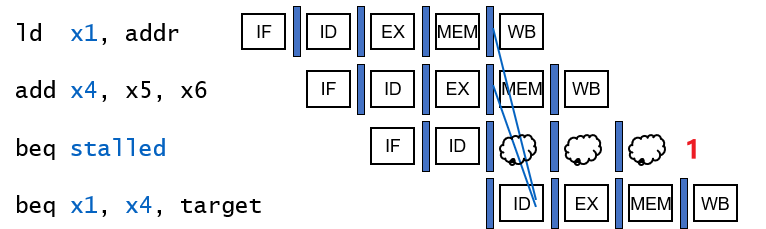 ld x1, addr IF ID EX MEM WB
add x4, x5, x6 IF ID EX MEM WB
beq stalled IF ID 1
beq x1, x4, target ID EX MEM WB